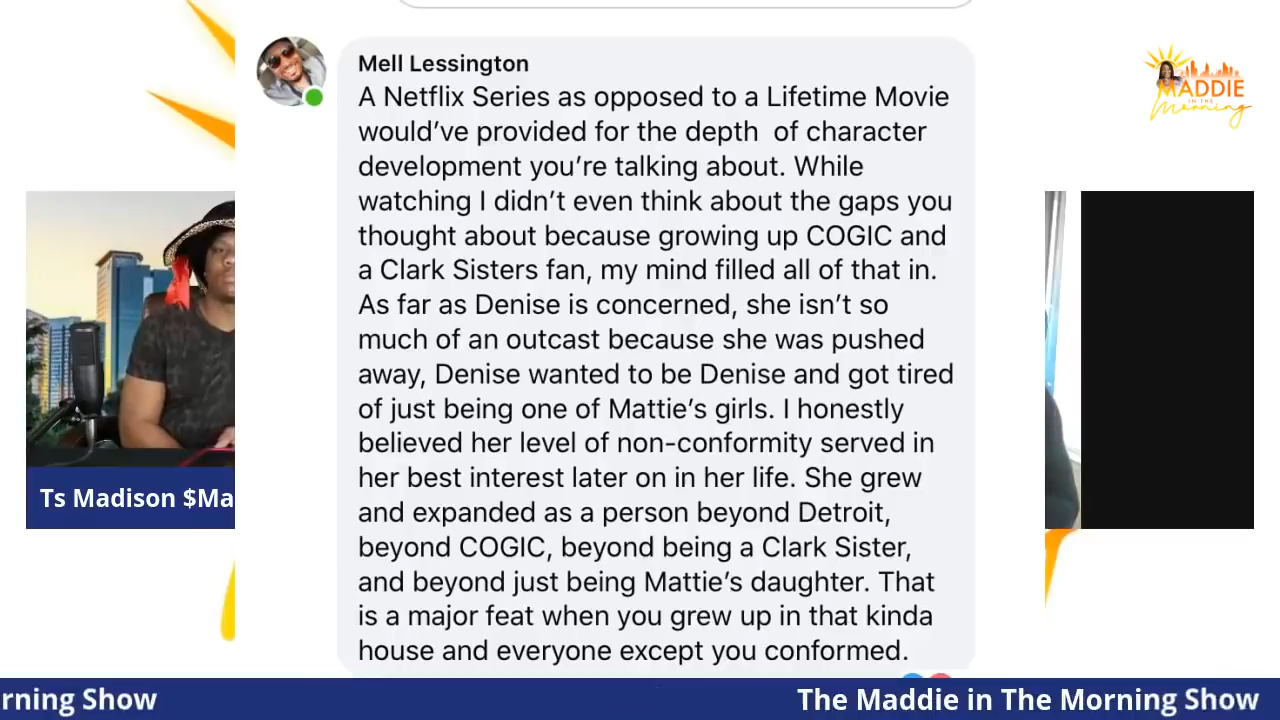 Mell Lessington
A Netflix Series as opposed to a Lifetime Movie
would've provided for the depth  of character
development you're talking about. While
watching I didn't even think about the gaps you
thought about because growing up COGIC and
a Clark Sisters fan, my mind filled all of that in.
As far as Denise is concerned, she isn't so
much of an outcast because she was pushed
away, Denise wanted to be Denise and got tired
of just being one of Mattie's girls. I honestly
believed her level of non-conformity served in
her best interest later on in her life. She grew
and expanded as a person beyond Detroit,
beyond COGIC, beyond being a Clark Sister,
and beyond just being Mattie's daughter. That
is a major feat when you grew up in that kinda
house and everyone except you conformed.
MADDIE
IN THE
Morning
Ts Madison $Ma
rning Show
The Maddie in The Morning Show